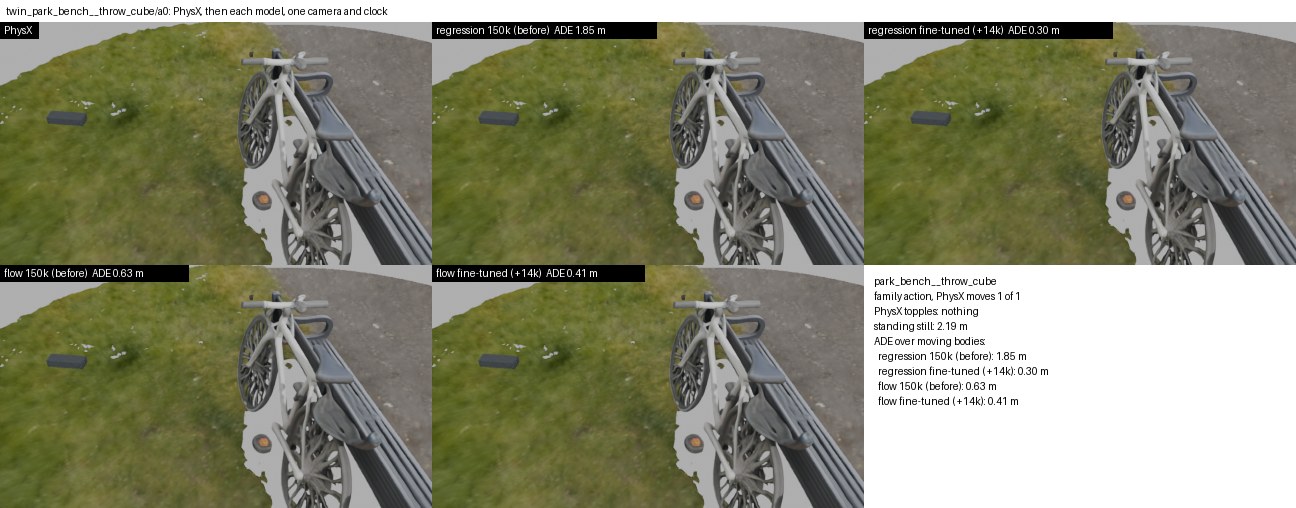 twin_park_bench__throw_cube/a0: PhysX, then each model, one camera and clock
PhysX
regression 150k (before) ADE 1.85 m
regression fine-tuned (+14k) ADE 0.30 m
flow 150k (before) ADE 0.63 m
flow fine-tuned (+14k) ADE 0.41 m
park_bench__throw_cube
family action, PhysX moves 1 of 1
PhysX topples: nothing
standing still: 2.19 m
ADE over moving bodies:
regression 150k (before): 1.85 m
regression fine-tuned (+14k): 0.30 m
flow 150k (before): 0.63 m
flow fine-tuned (+14k): 0.41 m